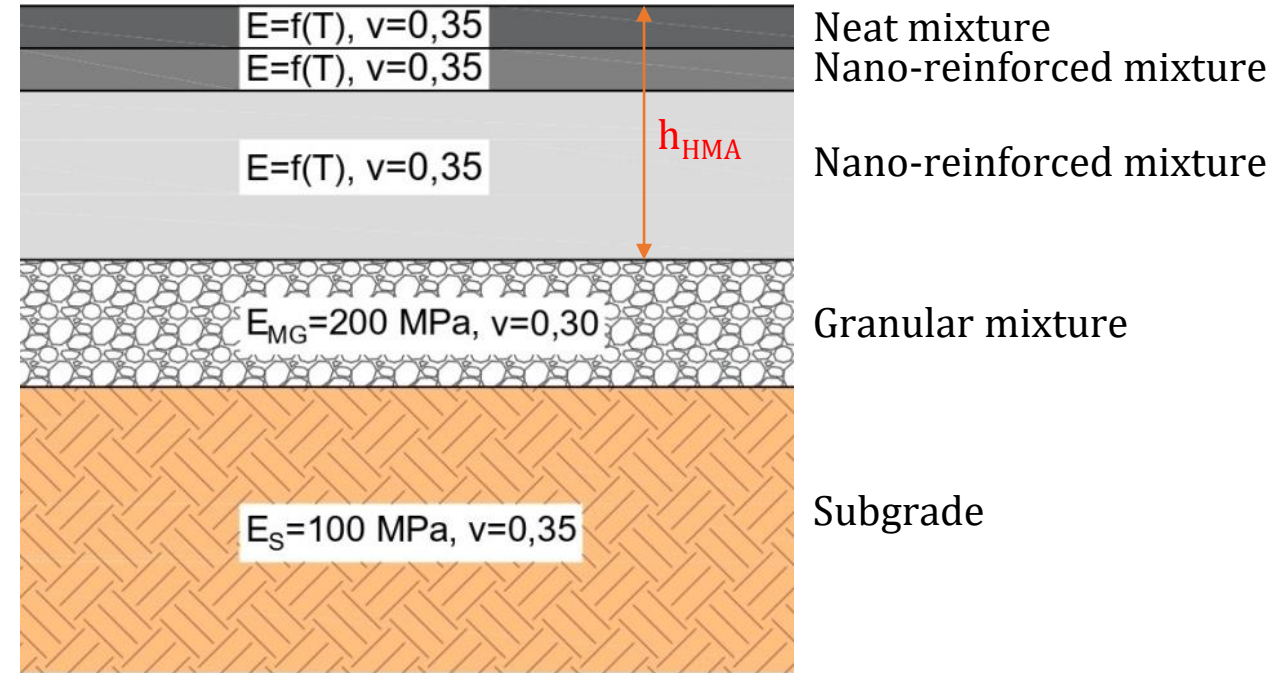 E=f(T), v=0,35 Neat mixture
E=f(T), v=0,35 Nano-reinforced mixture
h_HMA
E=f(T), v=0,35 Nano-reinforced mixture
E_MG=200 MPa, v=0,30 Granular mixture
E_S=100 MPa, v=0,35 Subgrade